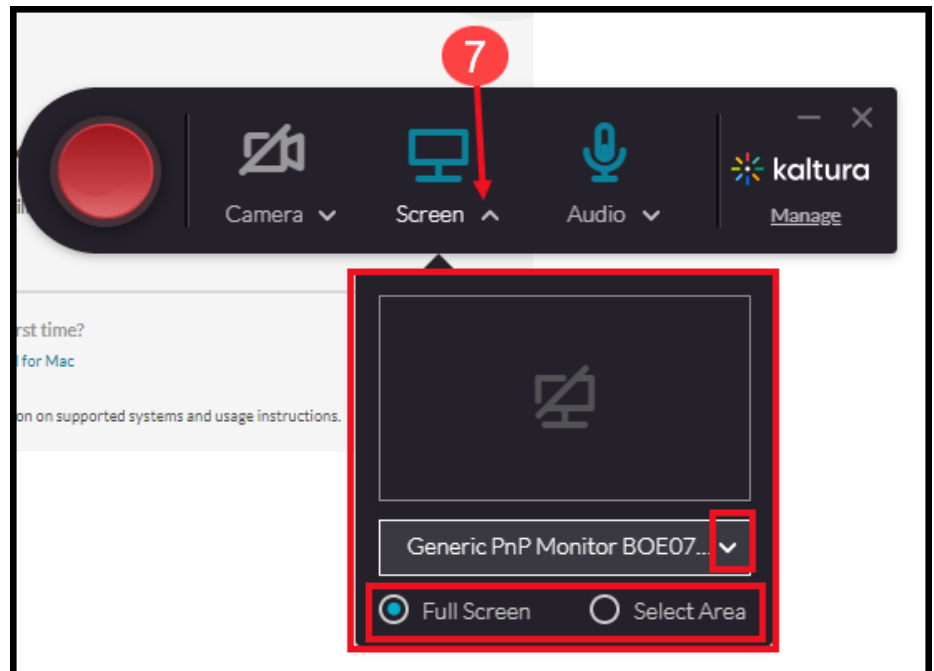 7
Camera
Screen
Audio
kaltura
Manage
rst time?
for Mac
on on supported systems and usage instructions.
Generic PnP Monitor BOE07...
Full Screen
Select Area